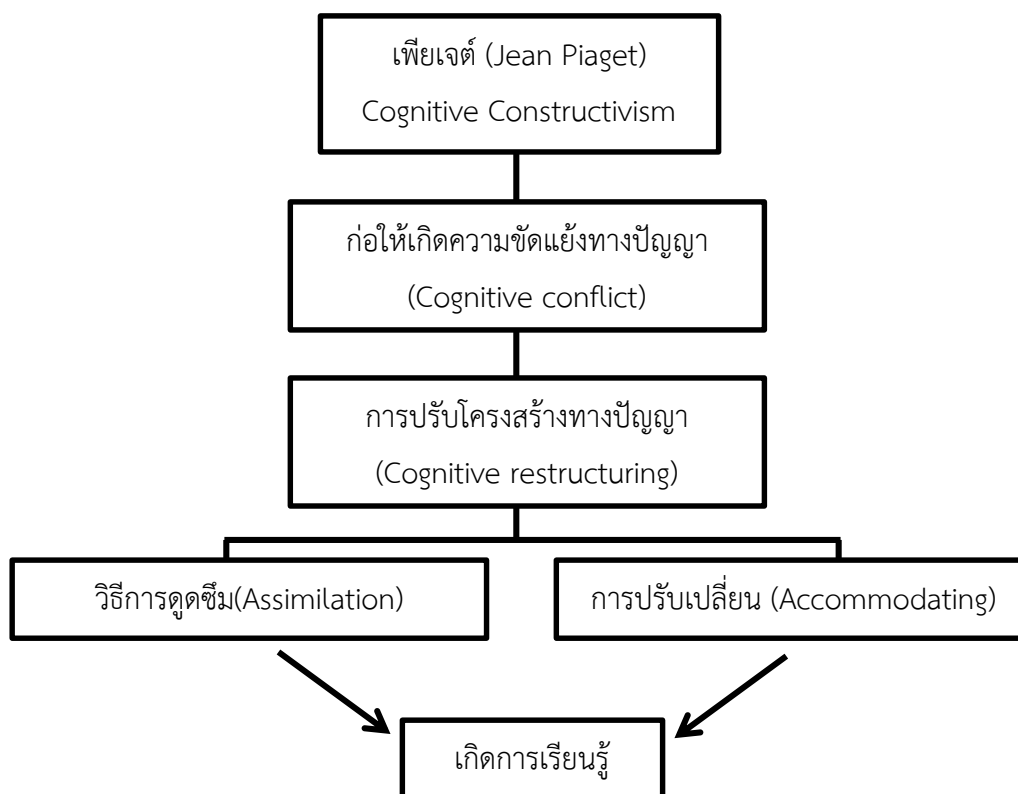 เพียเจต์ (Jean Piaget)
Cognitive Constructivism
ก่อให้เกิดความขัดแย้งทางปัญญา
(Cognitive conflict)
การปรับโครงสร้างทางปัญญา
(Cognitive restructuring)
วิธีการดูดซึม(Assimilation)
การปรับเปลี่ยน (Accommodating)
เกิดการเรียนรู้